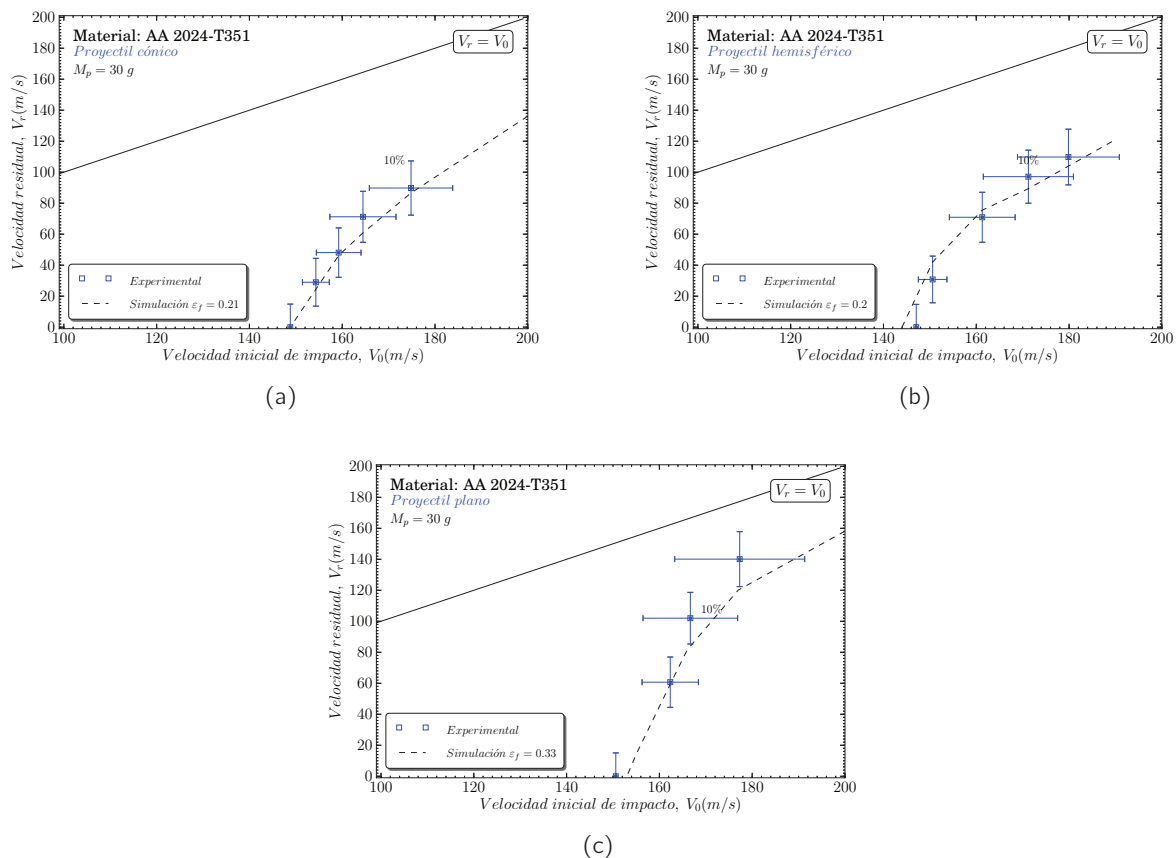 200
180
160
140
120
100
80
60
40
20
0
Velocidad residual, V_r(m/s)
Material: AA 2024-T351
Proyectil cónico
M_p = 30 g
V_r = V_0
10%
Experimental
Simulación ε_f = 0.21
100 120 140 160 180 200
Velocidad inicial de impacto, V_0(m/s)
(a)
200
180
160
140
120
100
80
60
40
20
0
Velocidad residual, V_r(m/s)
Material: AA 2024-T351
Proyectil hemisférico
M_p = 30 g
V_r = V_0
10%
Experimental
Simulación ε_f = 0.2
100 120 140 160 180 200
Velocidad inicial de impacto, V_0(m/s)
(b)
200
180
160
140
120
100
80
60
40
20
0
Velocidad residual, V_r(m/s)
Material: AA 2024-T351
Proyectil plano
M_p = 30 g
V_r = V_0
10%
Experimental
Simulación ε_f = 0.33
100 120 140 160 180 200
Velocidad inicial de impacto, V_0(m/s)
(c)